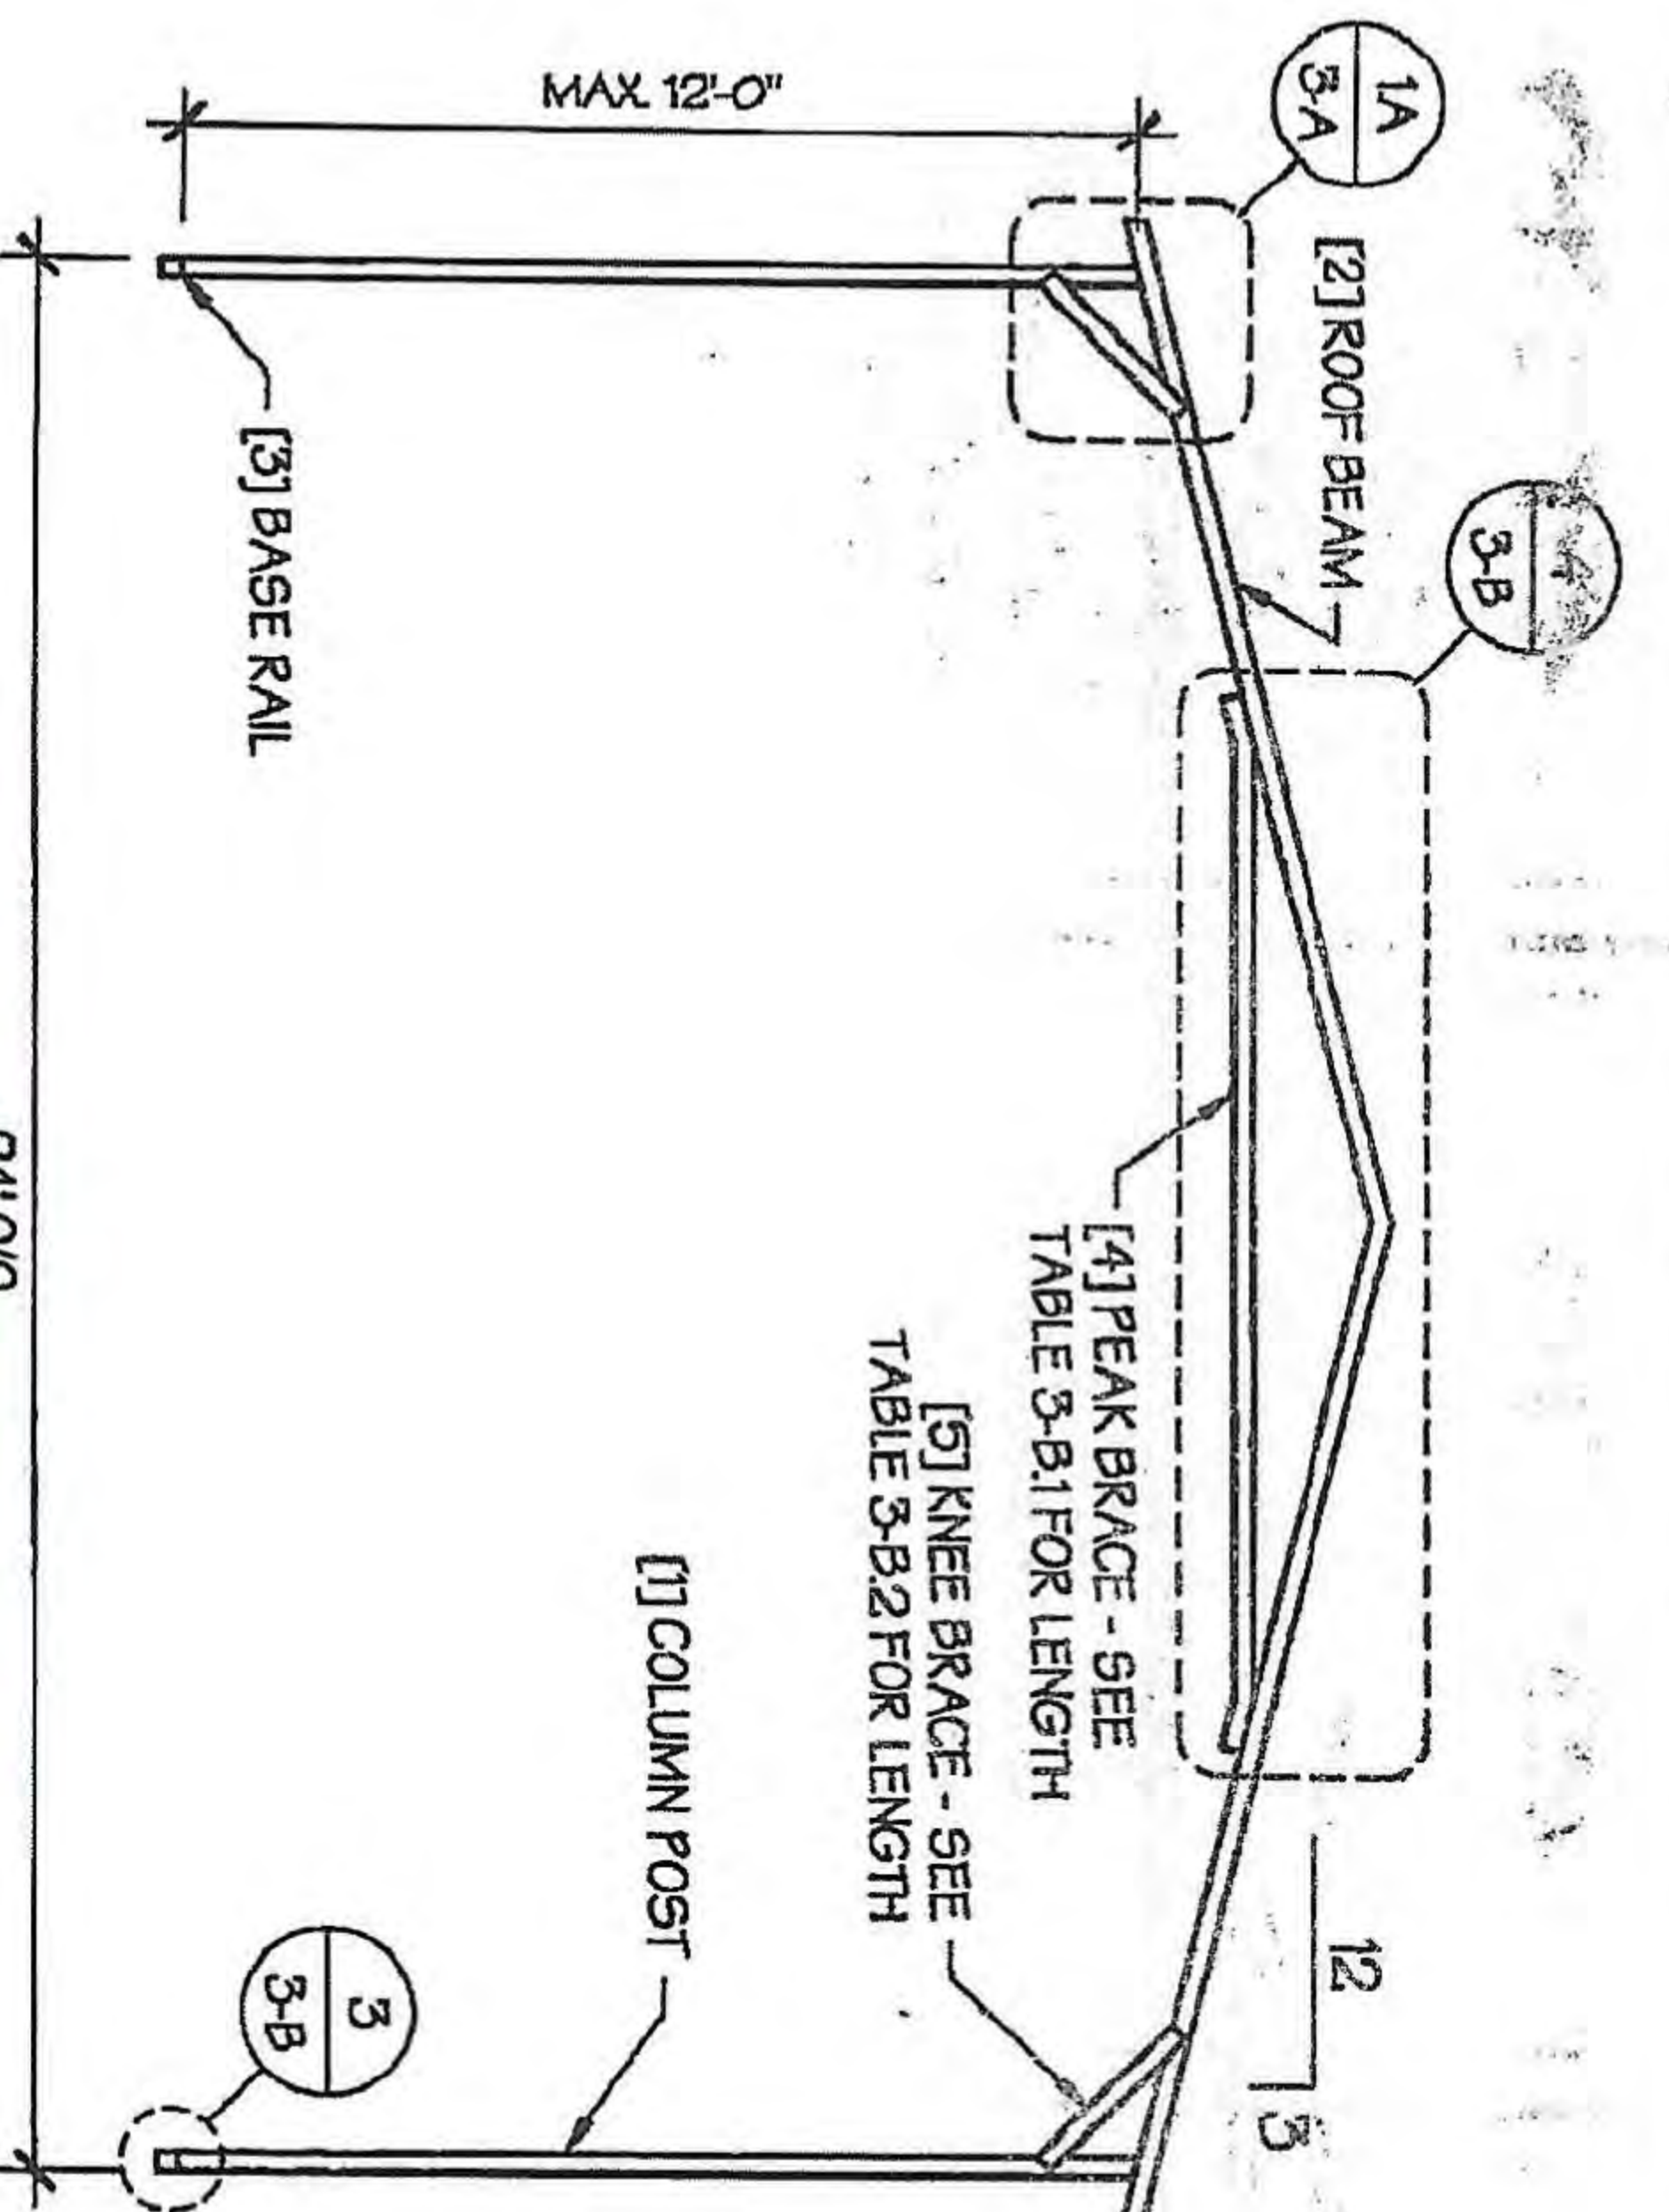 MAX. 12'-0"
1A
3-A
[2] ROOF BEAM
3-B
[3] BASE RAIL
[4] PEAK BRACE - SEE
TABLE 3-B.1 FOR LENGTH
[5] KNEE BRACE - SEE
TABLE 3-B.2 FOR LENGTH
[1] COLUMN POST
12
3
3
3-B